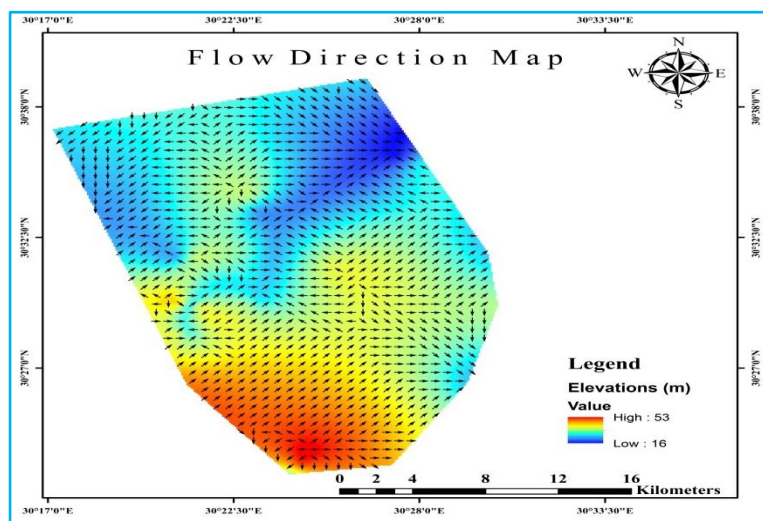 30°17'0"E 30°22'30"E 30°28'0"E 30°33'30"E
Flow Direction Map
N
W E
S
30°38'0"N 30°38'0"N
30°32'30"N 30°32'30"N
30°27'0"N 30°27'0"N
Legend
Elevations (m)
Value
High : 53
Low : 16
0 1 2 4 8 12 16
Kilometers
30°17'0"E 30°22'30"E 30°28'0"E 30°33'30"E